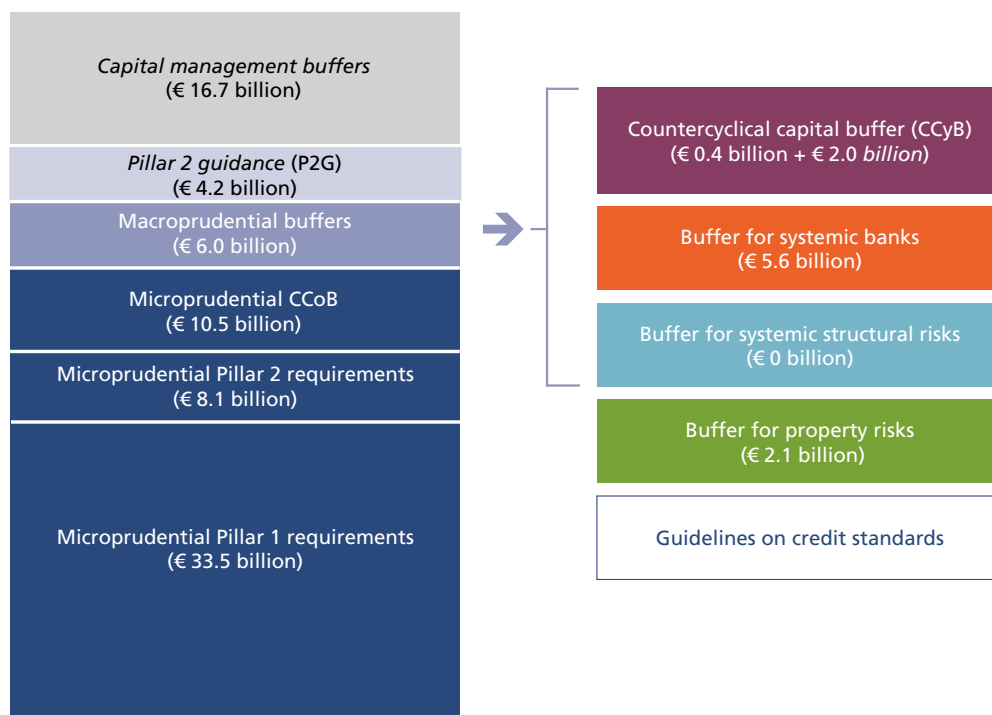 Capital management buffers
(€ 16.7 billion)
Pillar 2 guidance (P2G)
(€ 4.2 billion)
Macroprudential buffers
(€ 6.0 billion)
Microprudential CCoB
(€ 10.5 billion)
Microprudential Pillar 2 requirements
(€ 8.1 billion)
Microprudential Pillar 1 requirements
(€ 33.5 billion)
Countercyclical capital buffer (CCyB)
(€ 0.4 billion + € 2.0 billion)
Buffer for systemic banks
(€ 5.6 billion)
Buffer for systemic structural risks
(€ 0 billion)
Buffer for property risks
(€ 2.1 billion)
Guidelines on credit standards